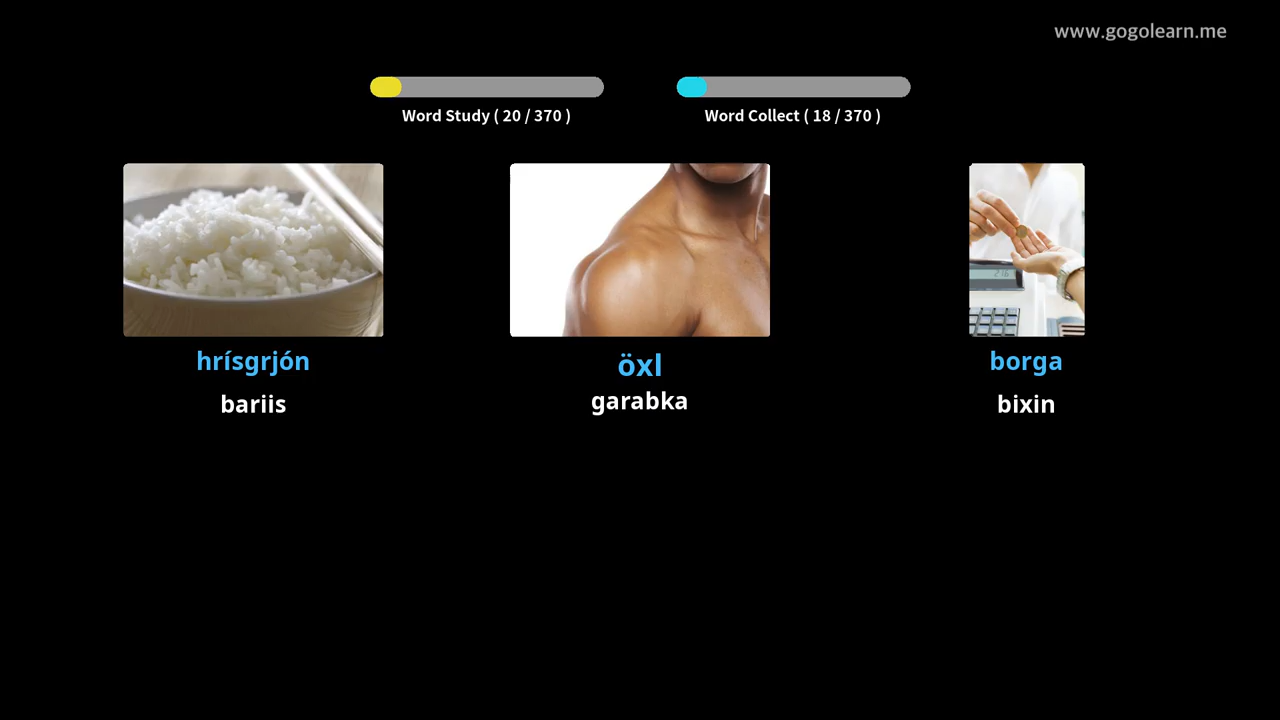 www.gogolearn.me
Word Study ( 20 / 370 )
Word Collect ( 18 / 370 )
hrísgrjón
bariis
öxl
garabka
borga
bixin